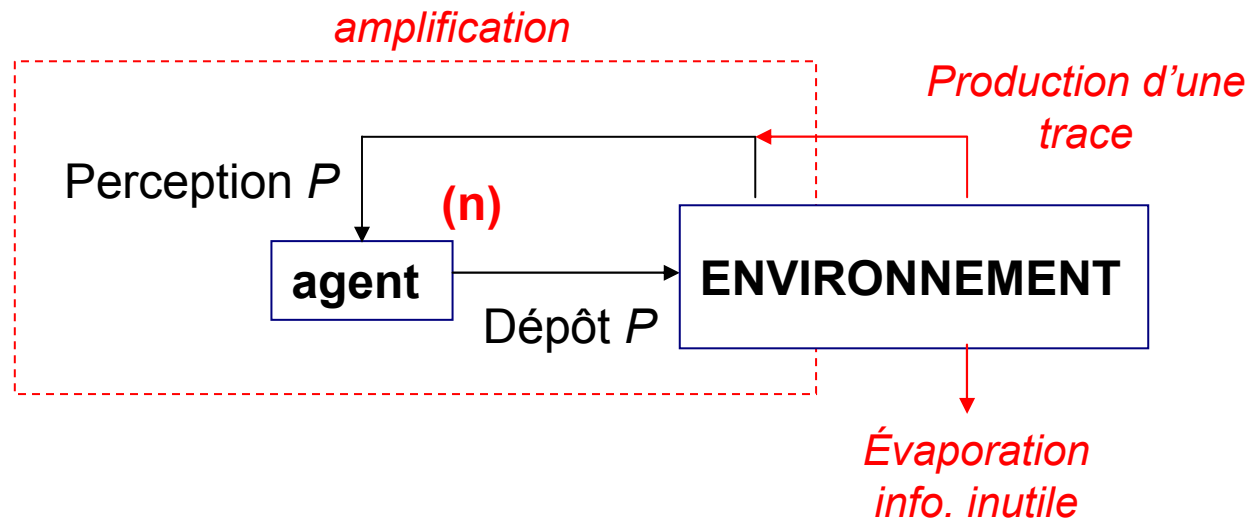 amplification
Production d'une
trace
Perception P
(n)
agent
ENVIRONNEMENT
Dépôt P
Évaporation
info. inutile